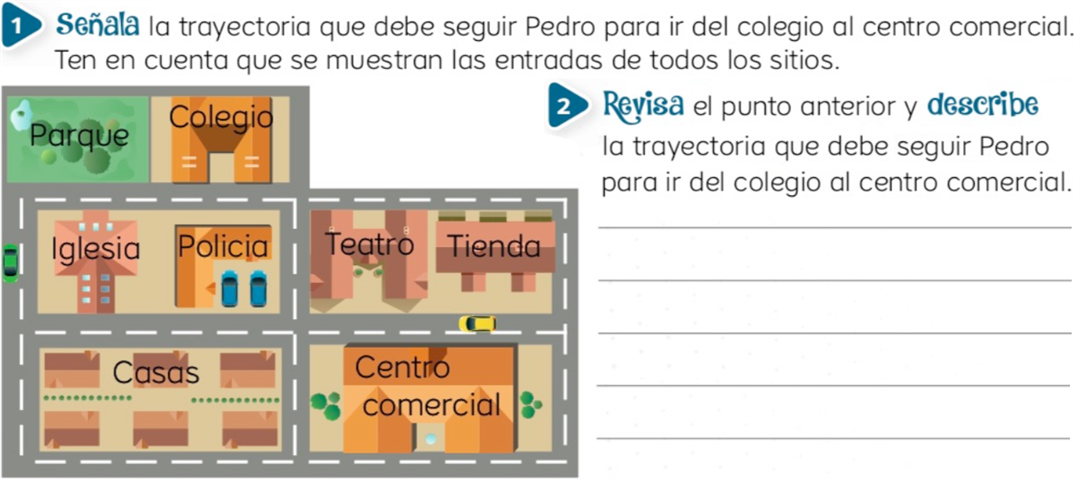 1 Señala la trayectoria que debe seguir Pedro para ir del colegio al centro comercial.
Ten en cuenta que se muestran las entradas de todos los sitios.
Parque
Colegio
Iglesia
Policia
Teatro
Tienda
Casas
Centro
comercial
2 Revisa el punto anterior y describe
la trayectoria que debe seguir Pedro
para ir del colegio al centro comercial.